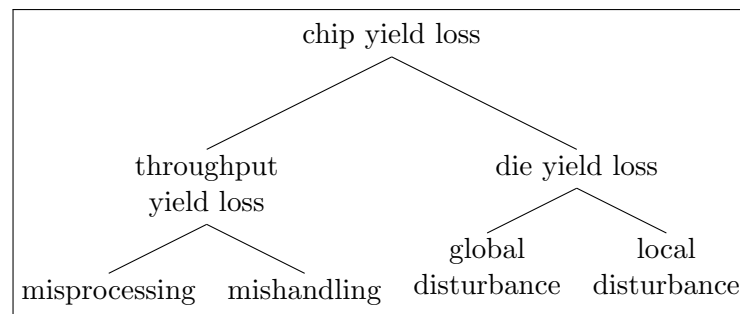 chip yield loss
throughput
yield loss
die yield loss
misprocessing
mishandling
global
disturbance
local
disturbance